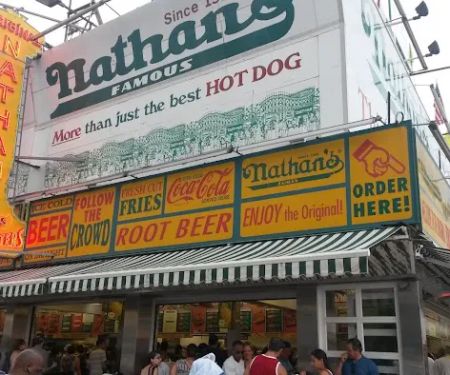 Since
Nathan's
FAMOUS
More than just the best HOT DOG
ICE COLD
BEER
FOLLOW
THE
CROWD
FRESH CUT
FRIES
Coca-Cola
ROOT BEER
Nathan's
FAMOUS
ENJOY the Original!
ORDER
HERE!